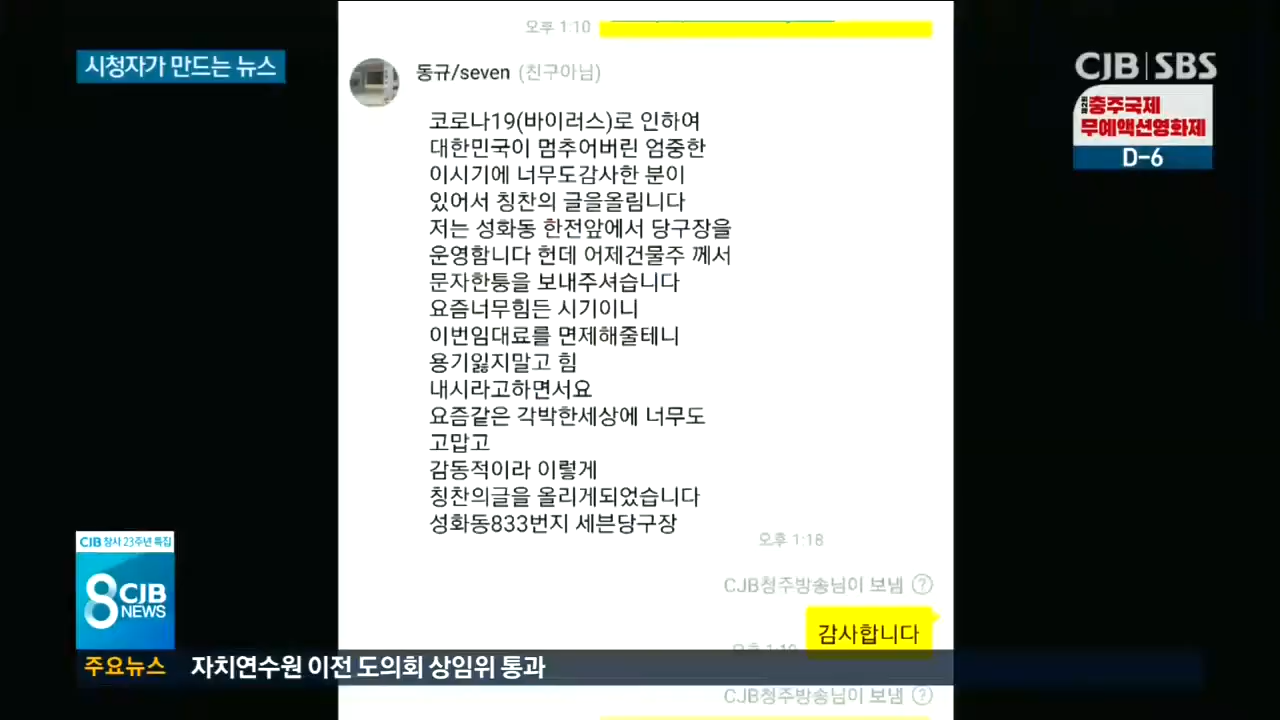 오후 1:10
시청자가 만드는 뉴스
CJB SBS
동규/seven (친구아님)
제2회 충주국제
무예액션영화제
D-6
코로나19(바이러스)로 인하여
대한민국이 멈추어버린 엄중한
이시기에 너무도감사한 분이
있어서 칭찬의 글을올림니다
저는 성화동 한전앞에서 당구장을
운영함니다 헌데 어제건물주 께서
문자한퉁을 보내주셔습니다
요즘너무힘든 시기이니
이번임대료를 면제해줄테니
용기잃지말고 힘
내시라고하면서요
요즘같은 각박한세상에 너무도
고맙고
감동적이라 이렇게
칭찬의글을 올리게되었습니다
성화동833번지 세븐당구장
오후 1:18
CJB 창사 23주년 특집
8 CJB
NEWS
CJB청주방송님이 보냄 ?
감사합니다
주요뉴스 자치연수원 이전 도의회 상임위 통과
CJB청주방송님이 보냄 ?